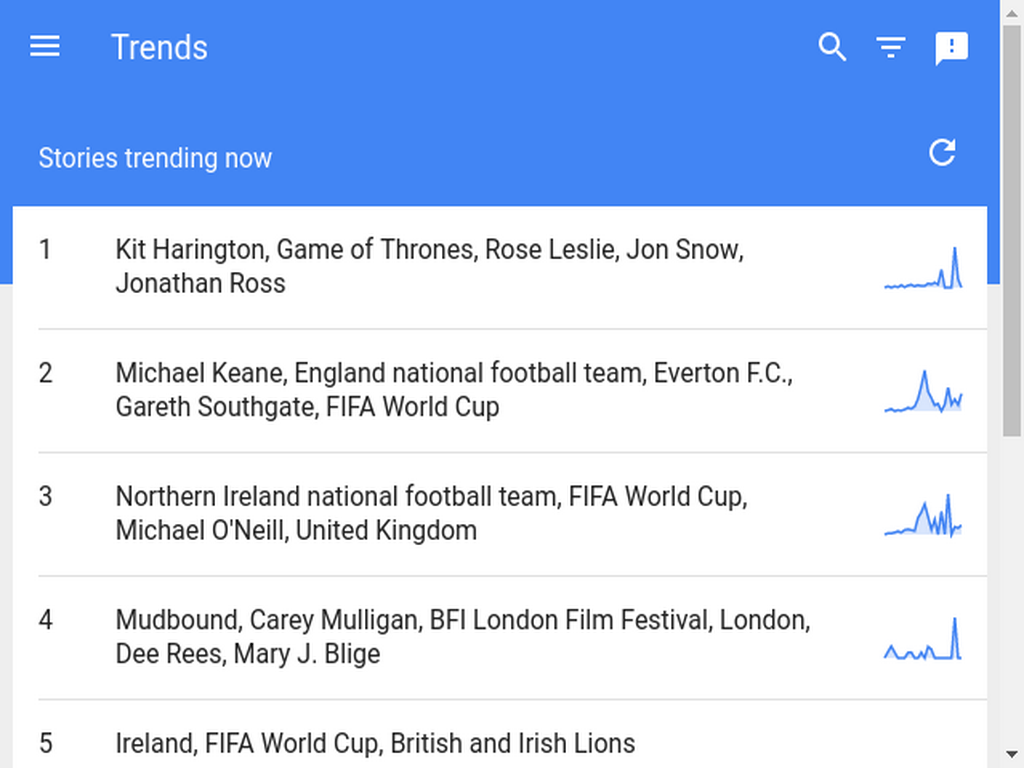 Trends
Stories trending now
1
Kit Harington, Game of Thrones, Rose Leslie, Jon Snow,
Jonathan Ross
2
Michael Keane, England national football team, Everton F.C.,
Gareth Southgate, FIFA World Cup
3
Northern Ireland national football team, FIFA World Cup,
Michael O'Neill, United Kingdom
4
Mudbound, Carey Mulligan, BFI London Film Festival, London,
Dee Rees, Mary J. Blige
5
Ireland, FIFA World Cup, British and Irish Lions